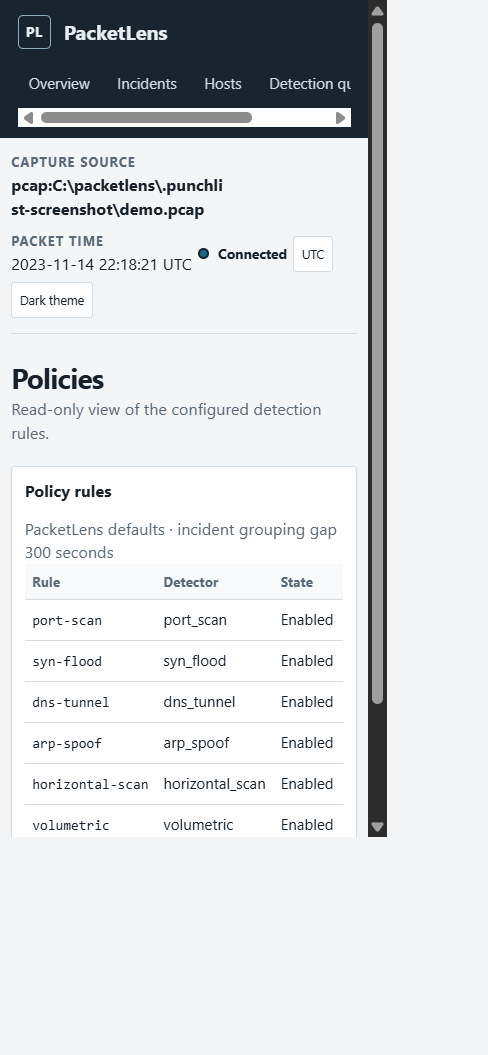 PL PacketLens
Overview Incidents Hosts Detection qu
CAPTURE SOURCE
pcap:C:\packetlens\.punchli
st-screenshot\demo.pcap
PACKET TIME
2023-11-14 22:18:21 UTC Connected UTC
Dark theme
Policies
Read-only view of the configured detection
rules.
Policy rules
PacketLens defaults · incident grouping gap
300 seconds
Rule Detector State
port-scan port_scan Enabled
syn-flood syn_flood Enabled
dns-tunnel dns_tunnel Enabled
arp-spoof arp_spoof Enabled
horizontal-scan horizontal_scan Enabled
volumetric volumetric Enabled